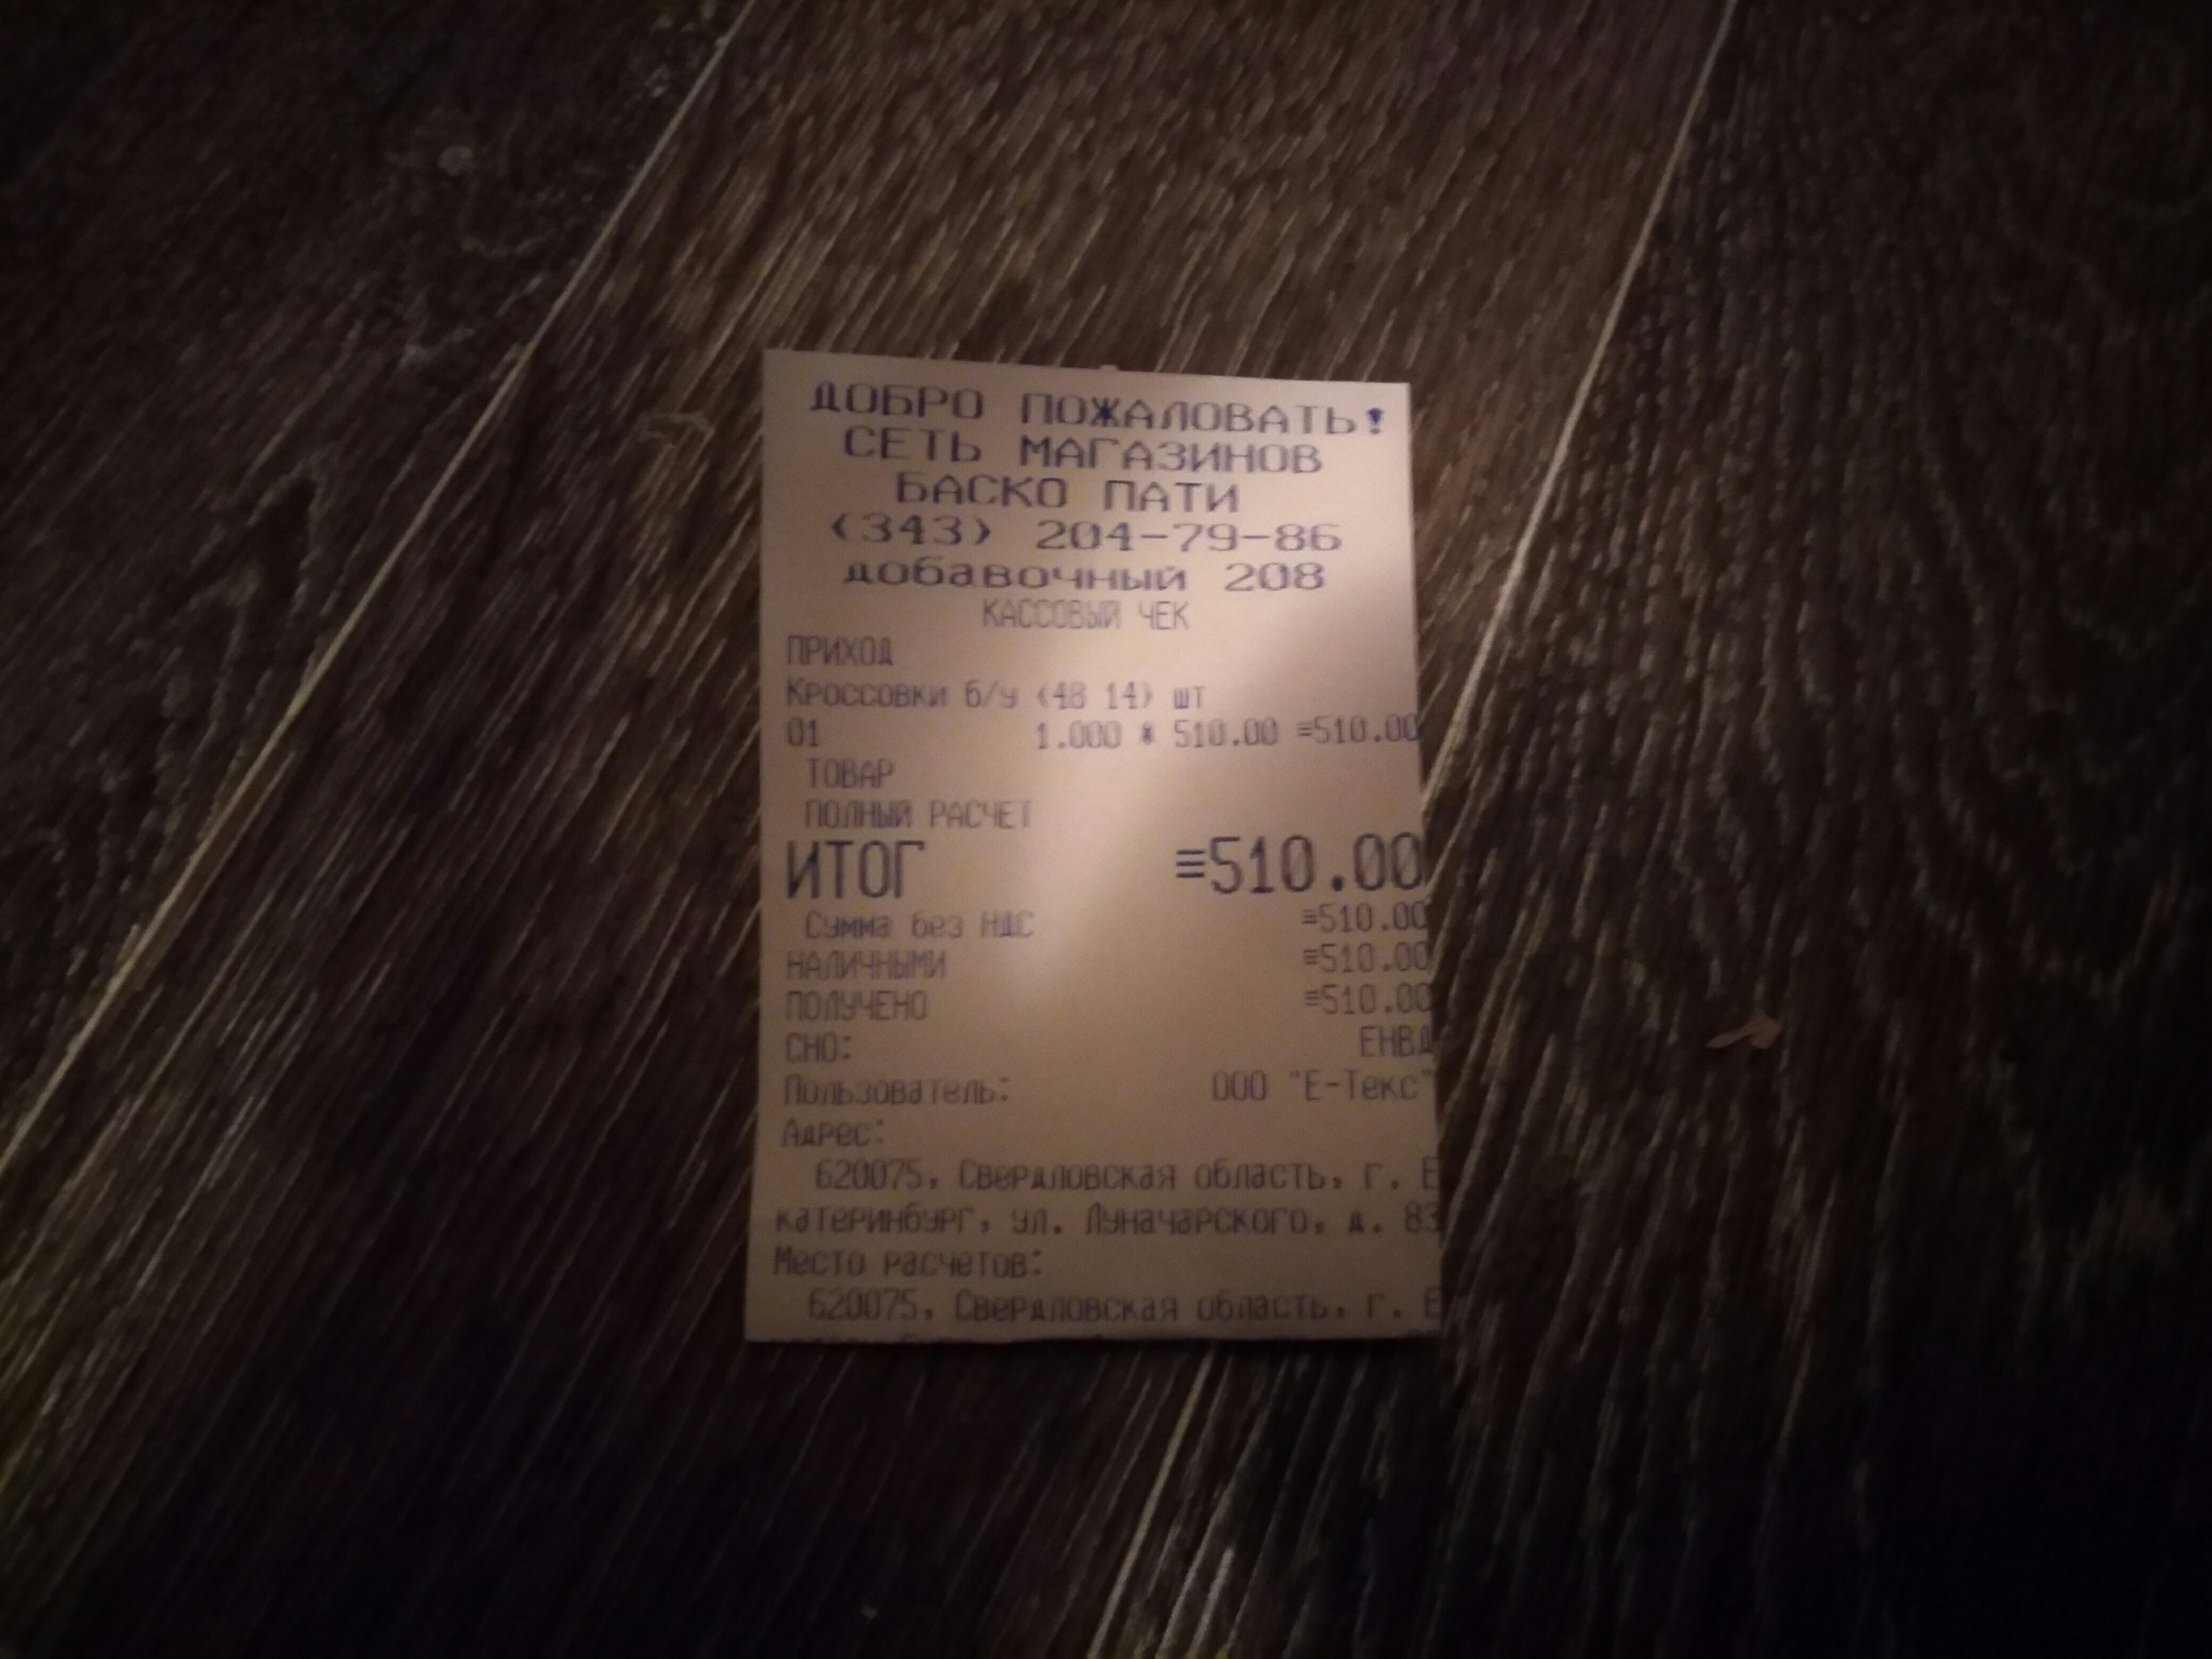 ДОБРО ПОЖАЛОВАТЬ!
СЕТЬ МАГАЗИНОВ
БАСКО ПАТИ
(343) 204-79-86
добавочный 208
КАССОВЫЙ ЧЕК
ПРИХОД
Кроссовки б/у (48 14) шт
01 1.000 * 510.00 ≡510.00
ТОВАР
ПОЛНЫЙ РАСЧЕТ
ИТОГ ≡510.00
Сумма без НДС ≡510.00
НАЛИЧНЫМИ ≡510.00
ПОЛУЧЕНО ≡510.00
СНО: ЕНВД
Пользователь: ООО "Е-Текс"
Адрес:
620075, Свердловская область, г. Е
катеринбург, ул. Луначарского, д. 83
Место расчетов:
620075, Свердловская область, г. Е